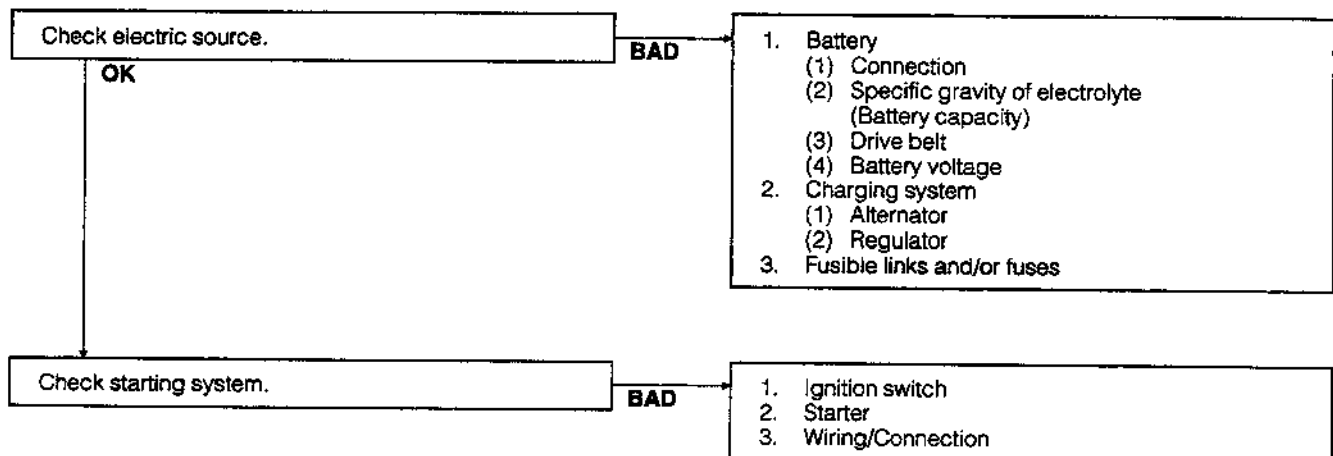 Check electric source.
BAD
OK
1. Battery
(1) Connection
(2) Specific gravity of electrolyte
(Battery capacity)
(3) Drive belt
(4) Battery voltage
2. Charging system
(1) Alternator
(2) Regulator
3. Fusible links and/or fuses
Check starting system.
BAD
1. Ignition switch
2. Starter
3. Wiring/Connection